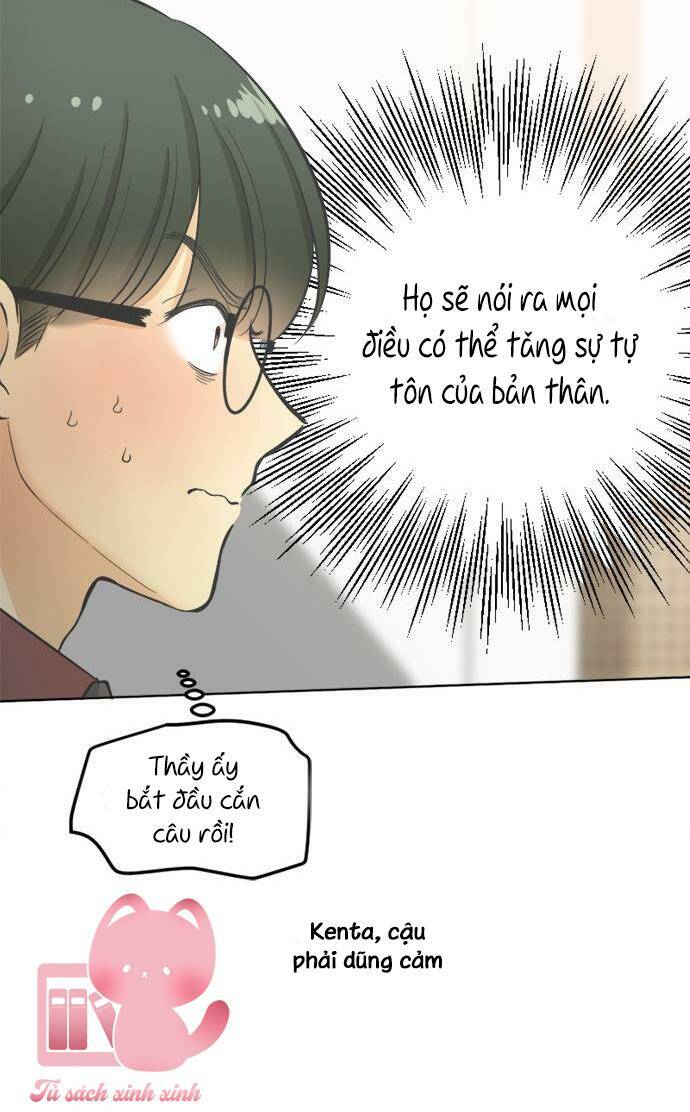 Họ sẽ nói ra mọi
điều có thể tăng sự tự
tôn của bản thân.
Thầy ấy
bắt đầu cắn
câu rồi!
Kenta, cậu
phải dũng cảm
Tủ sách xinh xinh